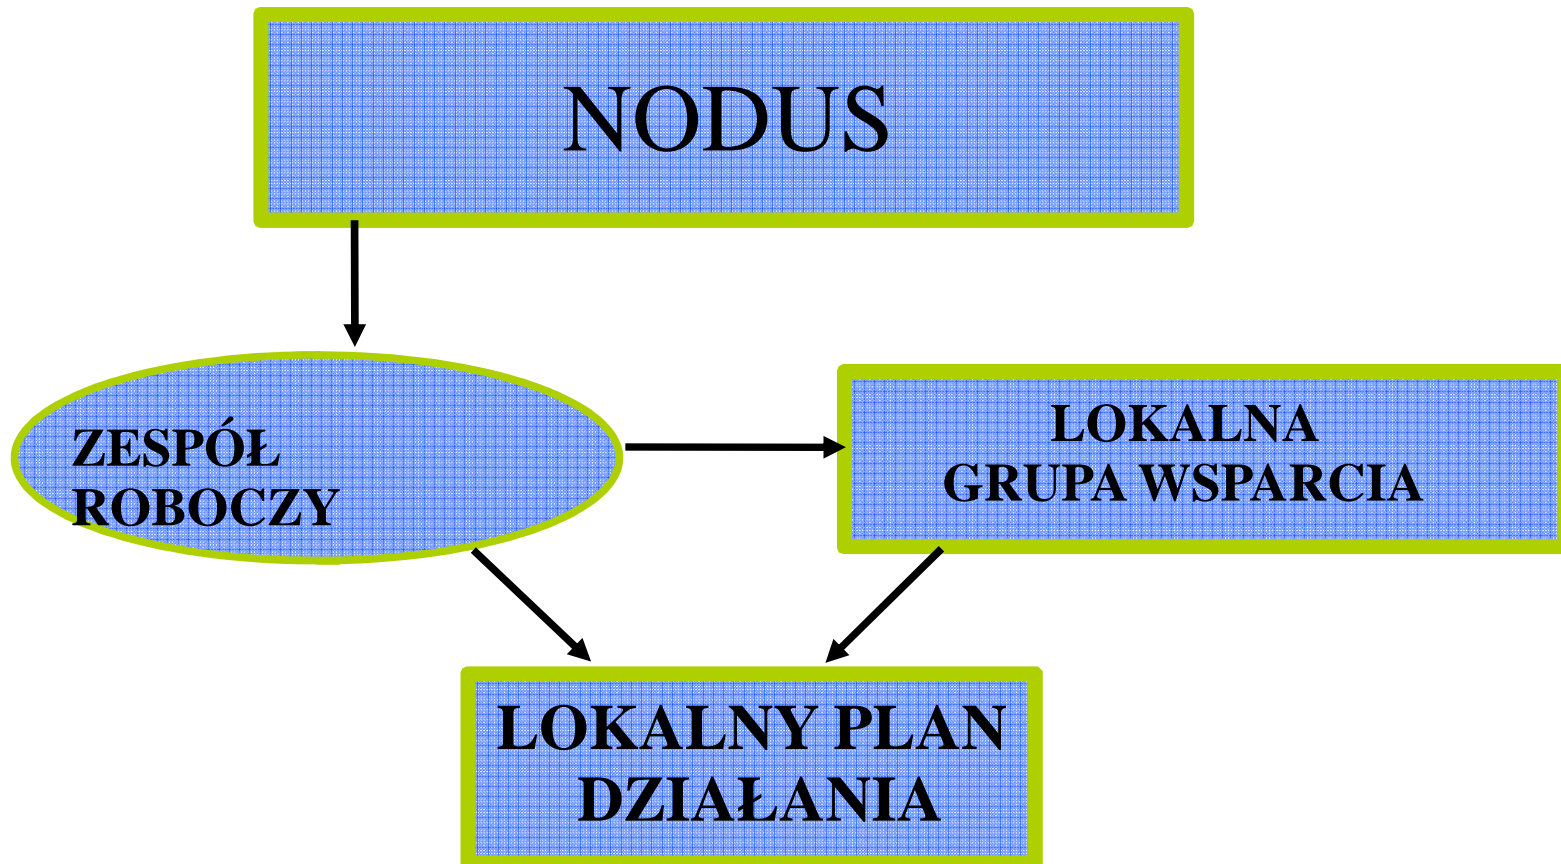 NODUS
ZESPÓŁ
ROBOCZY
LOKALNA
GRUPA WSPARCIA
LOKALNY PLAN
DZIAŁANIA